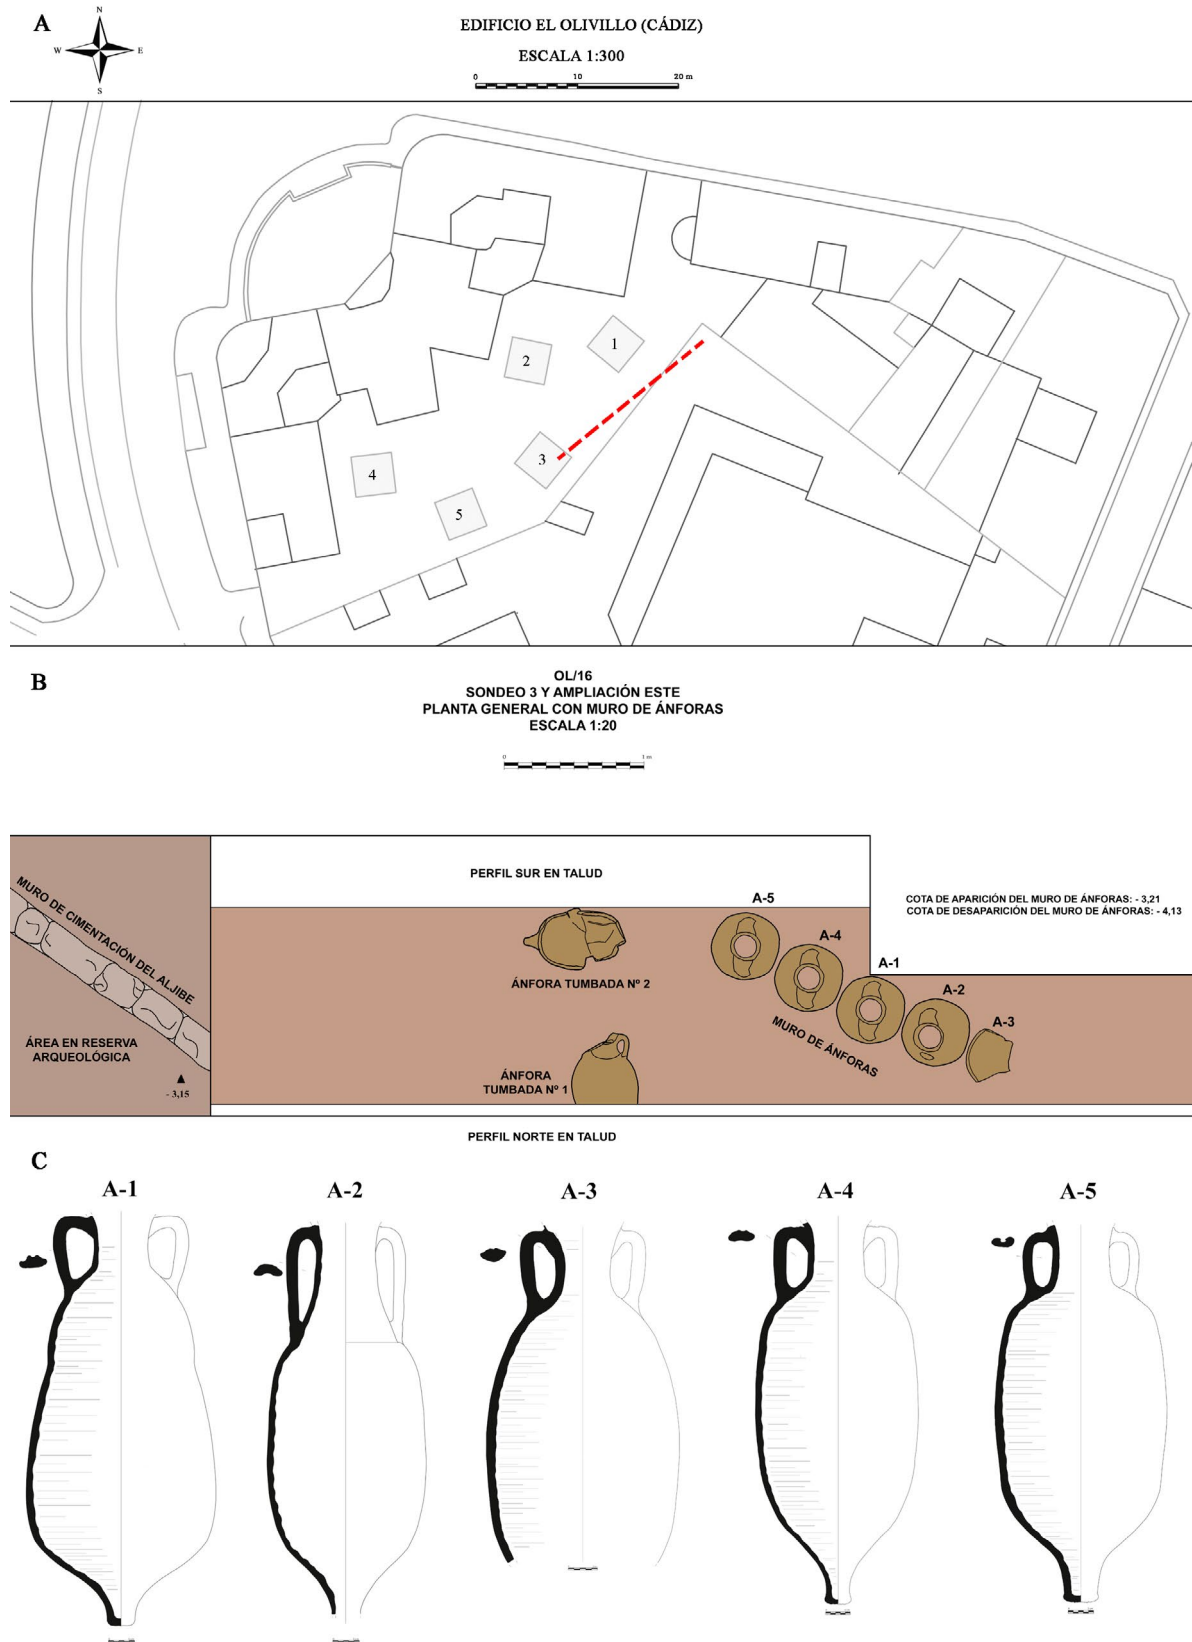 A
N
W
E
S
EDIFICIO EL OLIVILLO (CÁDIZ)
ESCALA 1:300
0 10 20 m
1
2
3
4
5
B
OL/16
SONDEO 3 Y AMPLIACIÓN ESTE
PLANTA GENERAL CON MURO DE ÁNFORAS
ESCALA 1:20
0 1 m
MURO DE CIMENTACIÓN DEL ALJIBE
ÁREA EN RESERVA
ARQUEOLÓGICA
- 3,15
PERFIL SUR EN TALUD
ÁNFORA TUMBADA Nº 2
ÁNFORA
TUMBADA Nº 1
A-5
A-4
A-1
A-2
A-3
MURO DE ÁNFORAS
COTA DE APARICIÓN DEL MURO DE ÁNFORAS: - 3,21
COTA DE DESAPARICIÓN DEL MURO DE ÁNFORAS: - 4,13
PERFIL NORTE EN TALUD
C
A-1
A-2
A-3
A-4
A-5